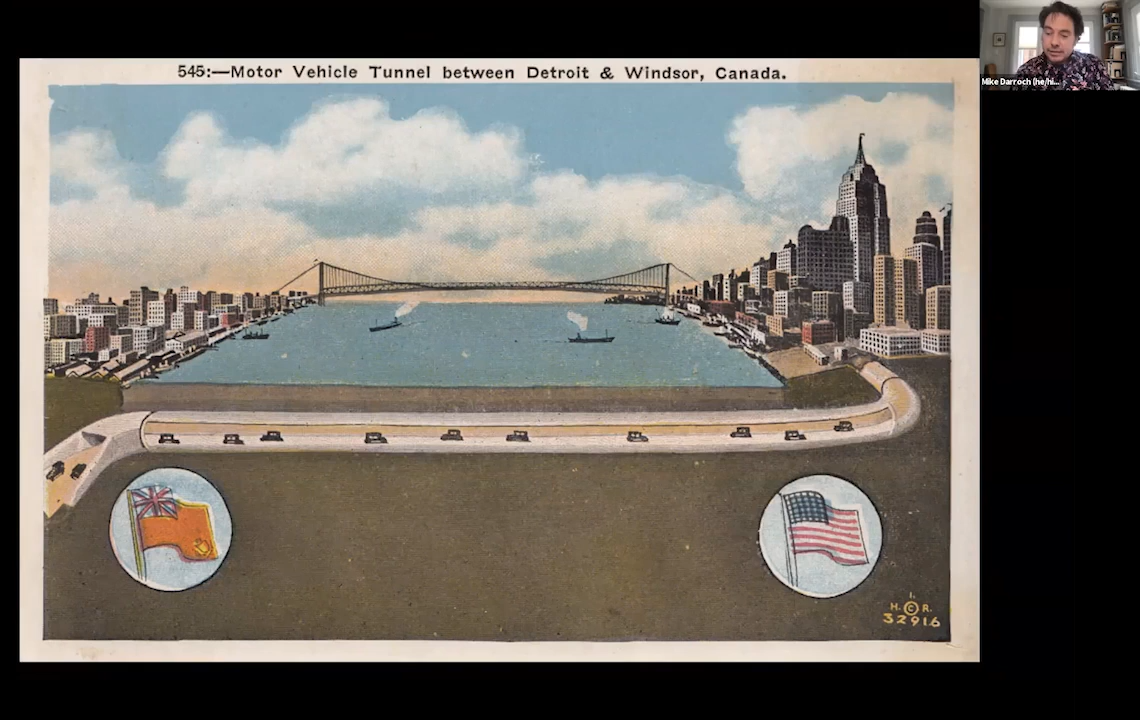 545:—Motor Vehicle Tunnel between Detroit & Windsor, Canada.
Mike Darroch (he/hi...
I.
H. © R.
32916